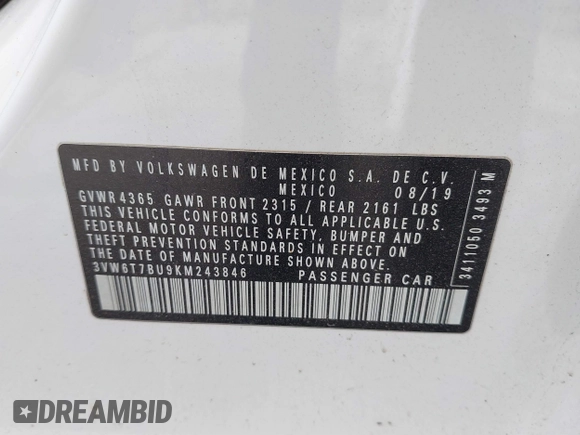 MFD BY VOLKSWAGEN DE MEXICO S.A. DE C.V.
MEXICO 08/19
GVWR 4365 GAWR FRONT 2315 / REAR 2161 LBS
THIS VEHICLE CONFORMS TO ALL APPLICABLE U.S.
FEDERAL MOTOR VEHICLE SAFETY, BUMPER AND
THEFT PREVENTION STANDARDS IN EFFECT ON
THE DATE OF MANUFACTURE SHOWN ABOVE.
3VW6T7BU9KM243846 PASSENGER CAR
3411050 3493 M
DREAMBID